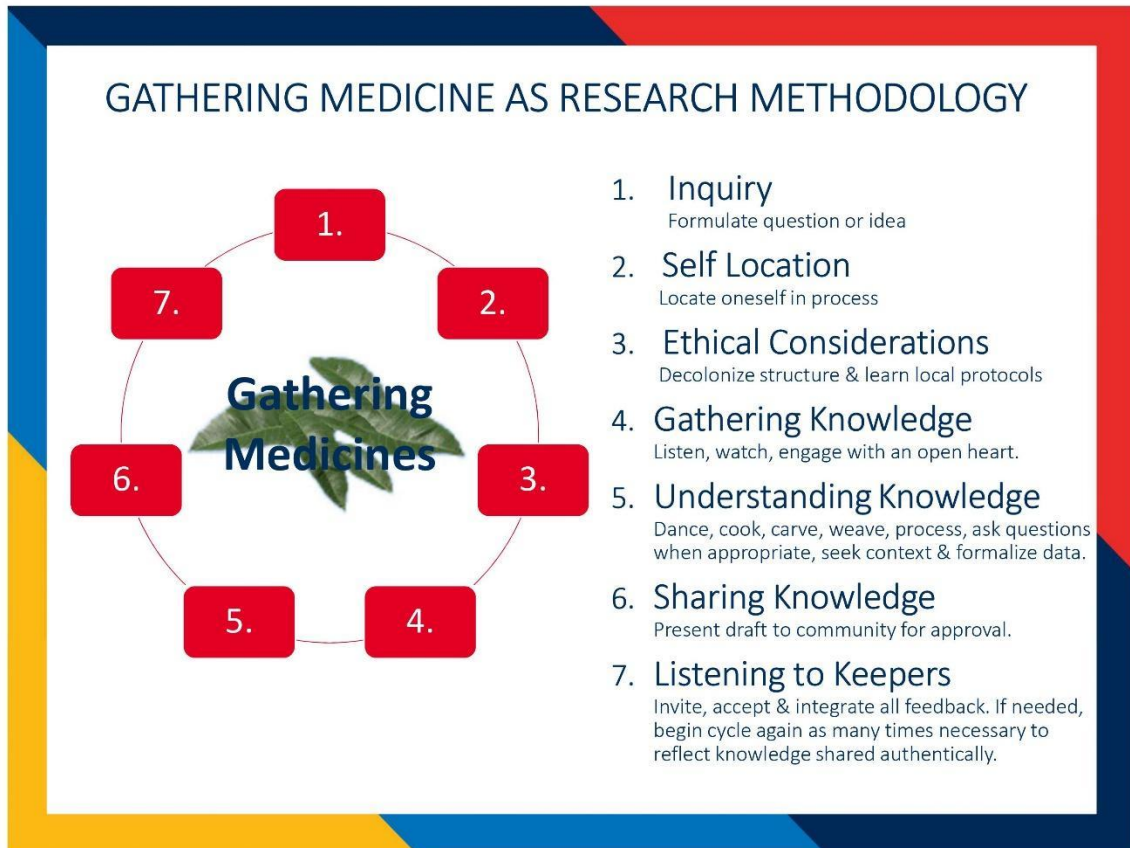 GATHERING MEDICINE AS RESEARCH METHODOLOGY
1.
2.
3.
4.
5.
6.
7.
Gathering
Medicines
1. Inquiry
Formulate question or idea
2. Self Location
Locate oneself in process
3. Ethical Considerations
Decolonize structure & learn local protocols
4. Gathering Knowledge
Listen, watch, engage with an open heart.
5. Understanding Knowledge
Dance, cook, carve, weave, process, ask questions
when appropriate, seek context & formalize data.
6. Sharing Knowledge
Present draft to community for approval.
7. Listening to Keepers
Invite, accept & integrate all feedback. If needed,
begin cycle again as many times necessary to
reflect knowledge shared authentically.